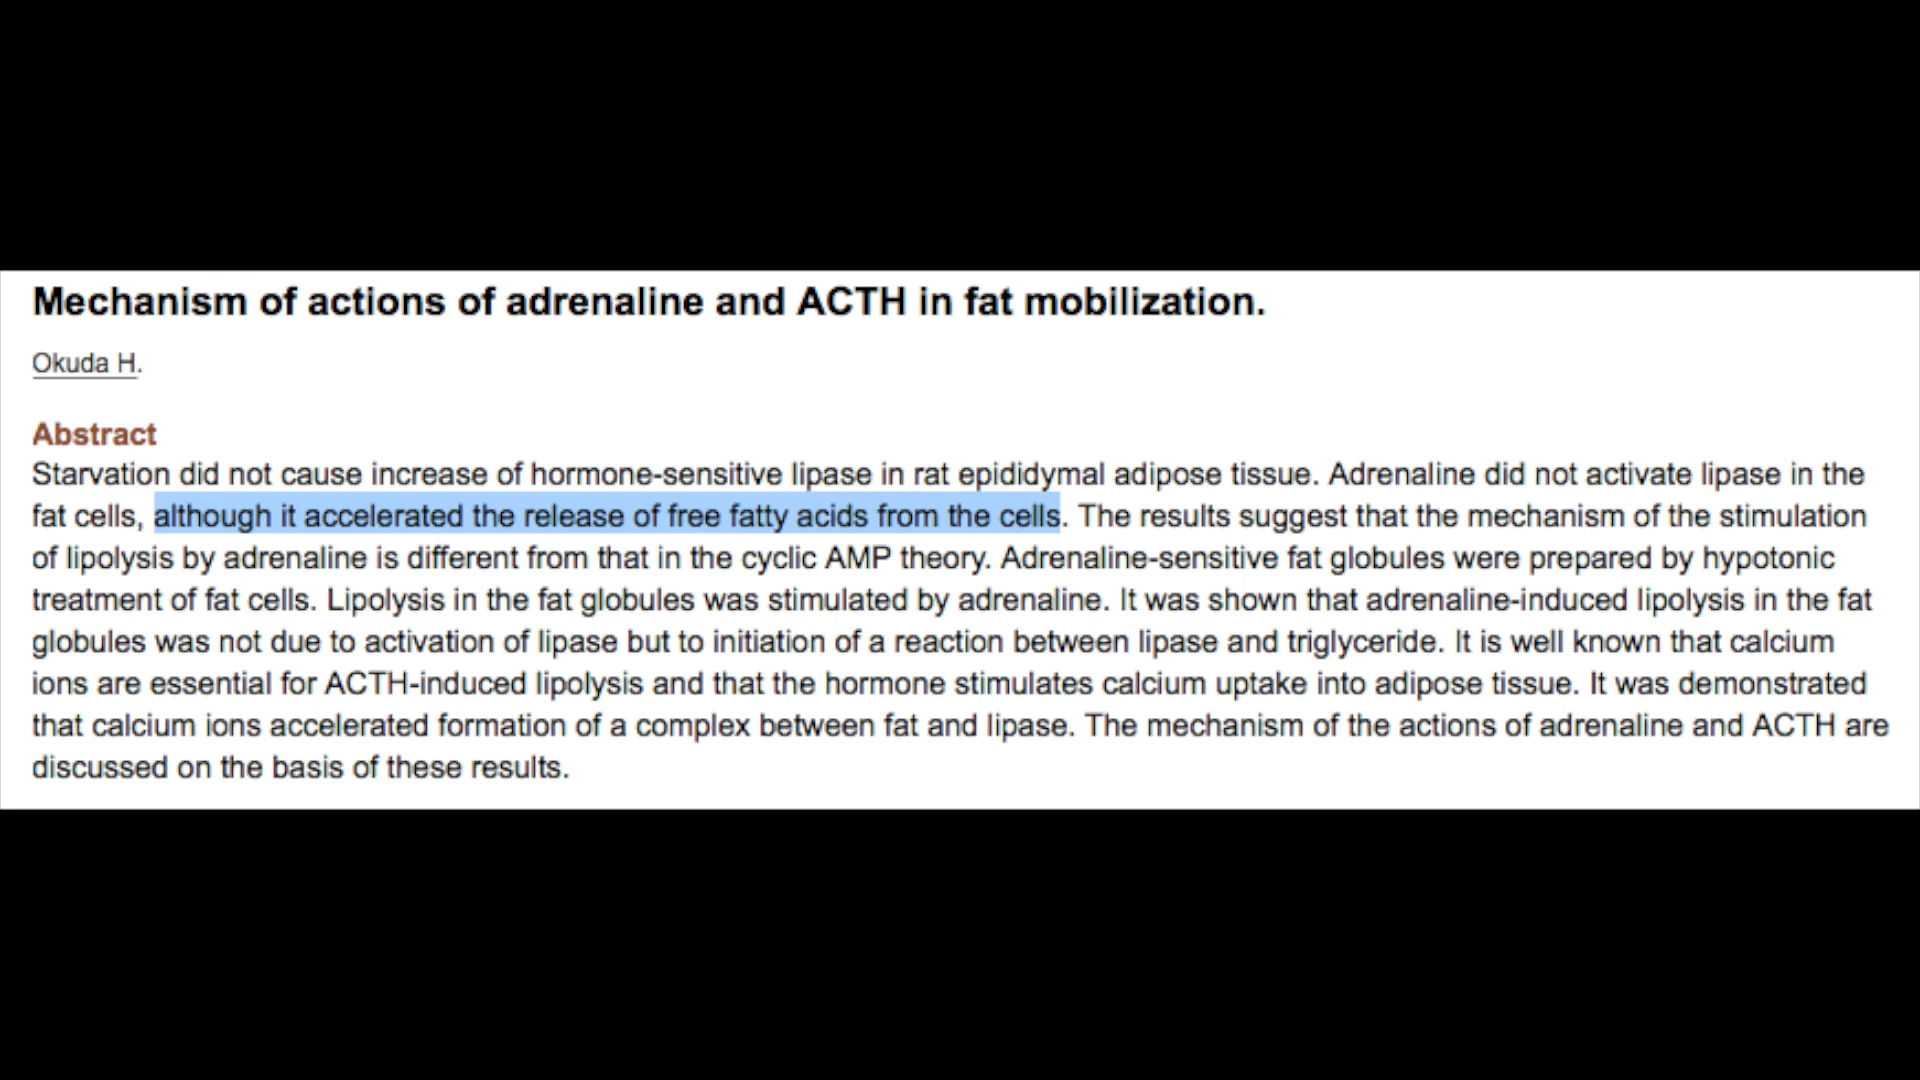 Mechanism of actions of adrenaline and ACTH in fat mobilization.
Okuda H.
Abstract
Starvation did not cause increase of hormone-sensitive lipase in rat epididymal adipose tissue. Adrenaline did not activate lipase in the
fat cells, although it accelerated the release of free fatty acids from the cells. The results suggest that the mechanism of the stimulation
of lipolysis by adrenaline is different from that in the cyclic AMP theory. Adrenaline-sensitive fat globules were prepared by hypotonic
treatment of fat cells. Lipolysis in the fat globules was stimulated by adrenaline. It was shown that adrenaline-induced lipolysis in the fat
globules was not due to activation of lipase but to initiation of a reaction between lipase and triglyceride. It is well known that calcium
ions are essential for ACTH-induced lipolysis and that the hormone stimulates calcium uptake into adipose tissue. It was demonstrated
that calcium ions accelerated formation of a complex between fat and lipase. The mechanism of the actions of adrenaline and ACTH are
discussed on the basis of these results.